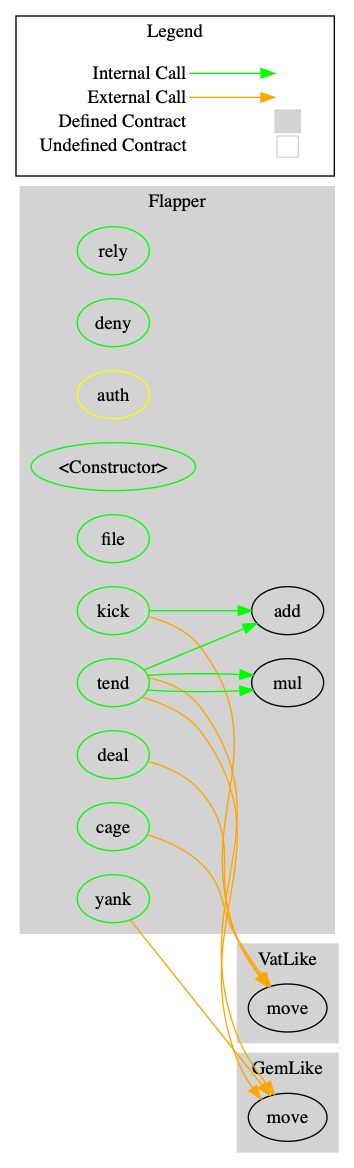 Legend
Internal Call
External Call
Defined Contract
Undefined Contract
Flapper
rely
deny
auth
<Constructor>
file
kick
add
tend
mul
deal
cage
yank
VatLike
move
GemLike
move